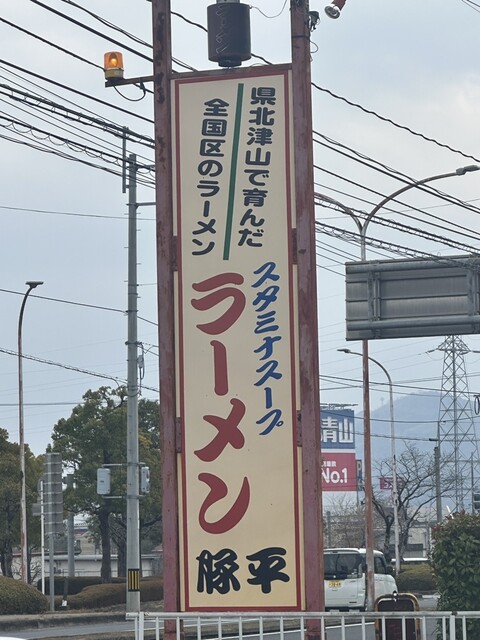 県北津山で育んだ
全国区のラーメン
スタミナスープ
ラーメン
豚平
青山
No.1